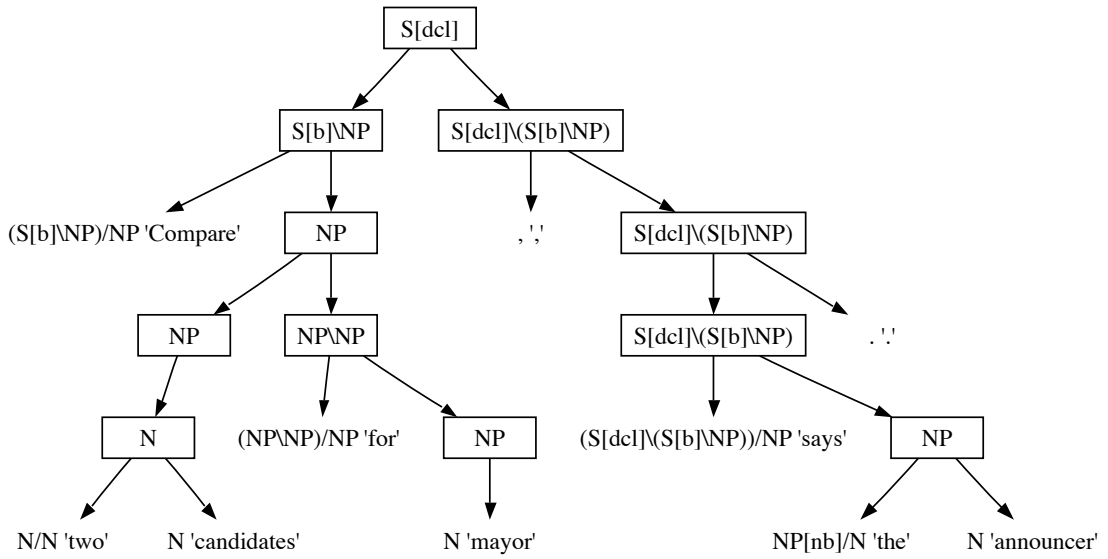 S[dcl]
S[b]\NP S[dcl]\(S[b]\NP)
(S[b]\NP)/NP 'Compare' NP , ',' S[dcl]\(S[b]\NP)
NP NP\NP S[dcl]\(S[b]\NP) . '.'
N (NP\NP)/NP 'for' NP (S[dcl]\(S[b]\NP))/NP 'says' NP
N/N 'two' N 'candidates' N 'mayor' NP[nb]/N 'the' N 'announcer'